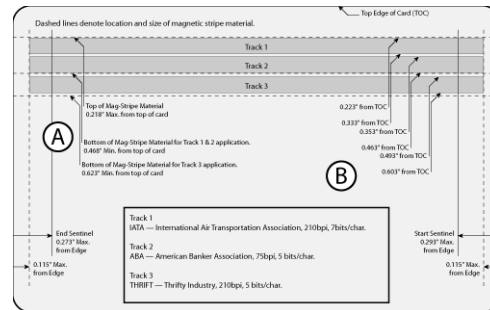 Top Edge of Card (TOC)
Dashed lines denote location and size of magnetic stripe material.
Track 1
Track 2
Track 3
Top of Mag-Stripe Material
0.218" Max. from top of card
Bottom of Mag-Stripe Material for Track 1 & 2 application.
0.468" Min. from top of card
Bottom of Mag-Stripe Material for Track 3 application.
0.623" Min. from top of card
0.223" from TOC
0.333" from TOC
0.353" from TOC
0.463" from TOC
0.493" from TOC
0.603" from TOC
A
B
End Sentinel
0.273" Max.
from Edge
0.115" Max.
from Edge
Track 1
IATA — International Air Transportation Association, 210bpi, 7bits/char.
Track 2
ABA — American Banker Association, 75bpi, 5 bits/char.
Track 3
THRIFT — Thrifty Industry, 210bpi, 5 bits/char.
Start Sentinel
0.293" Max.
from Edge
0.115" Max.
from Edge